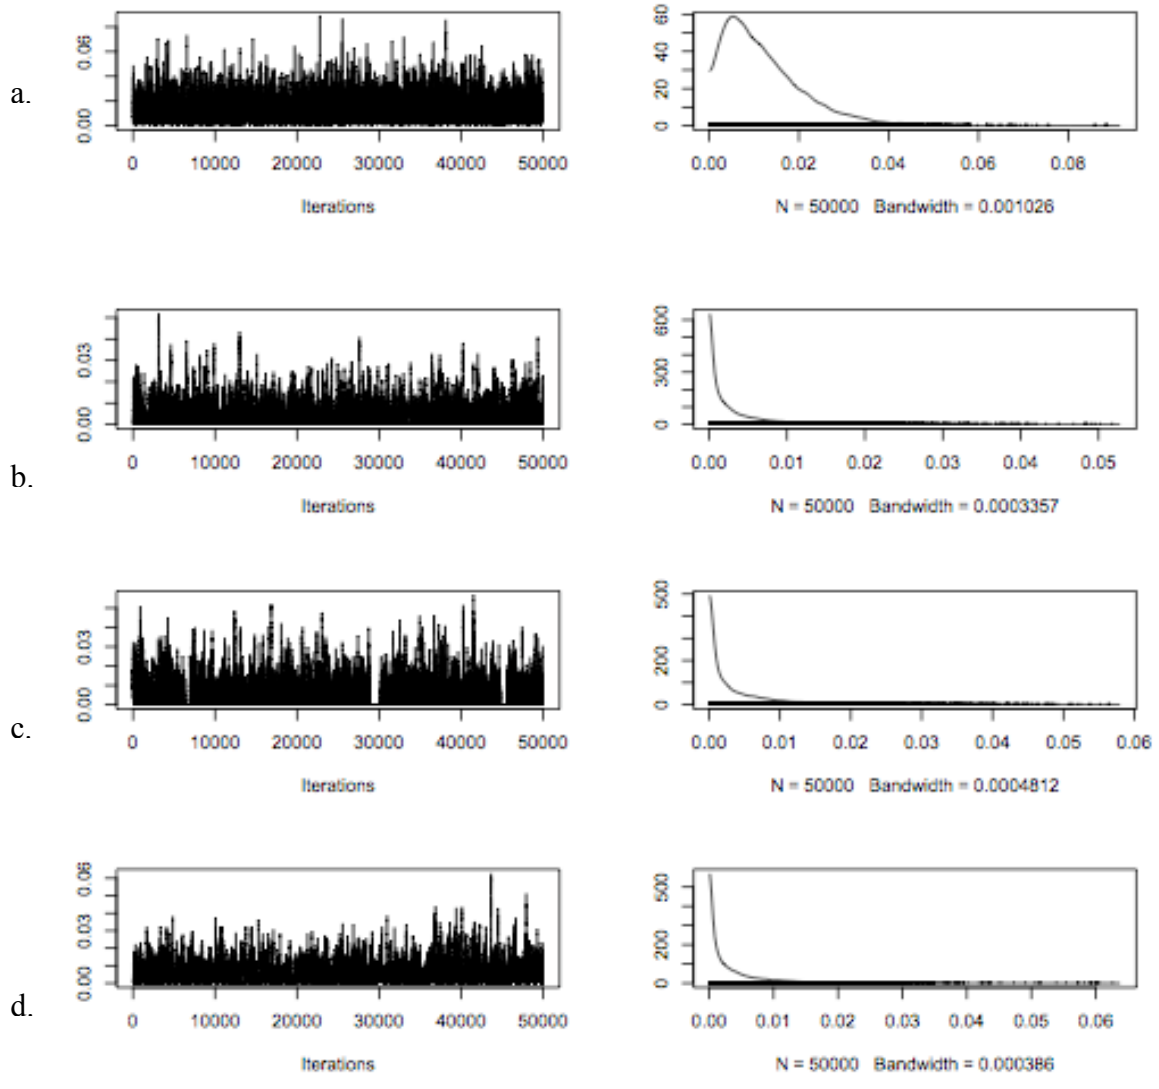 a.
0.00 0.06
0 10000 20000 30000 40000 50000
Iterations
0 20 40 60
0.00 0.02 0.04 0.06 0.08
N = 50000 Bandwidth = 0.001026
b.
0.00 0.03
0 10000 20000 30000 40000 50000
Iterations
0 300 600
0.00 0.01 0.02 0.03 0.04 0.05
N = 50000 Bandwidth = 0.0003357
c.
0.00 0.03
0 10000 20000 30000 40000 50000
Iterations
0 200 500
0.00 0.01 0.02 0.03 0.04 0.05 0.06
N = 50000 Bandwidth = 0.0004812
d.
0.00 0.03 0.06
0 10000 20000 30000 40000 50000
Iterations
0 200 500
0.00 0.01 0.02 0.03 0.04 0.05 0.06
N = 50000 Bandwidth = 0.000386